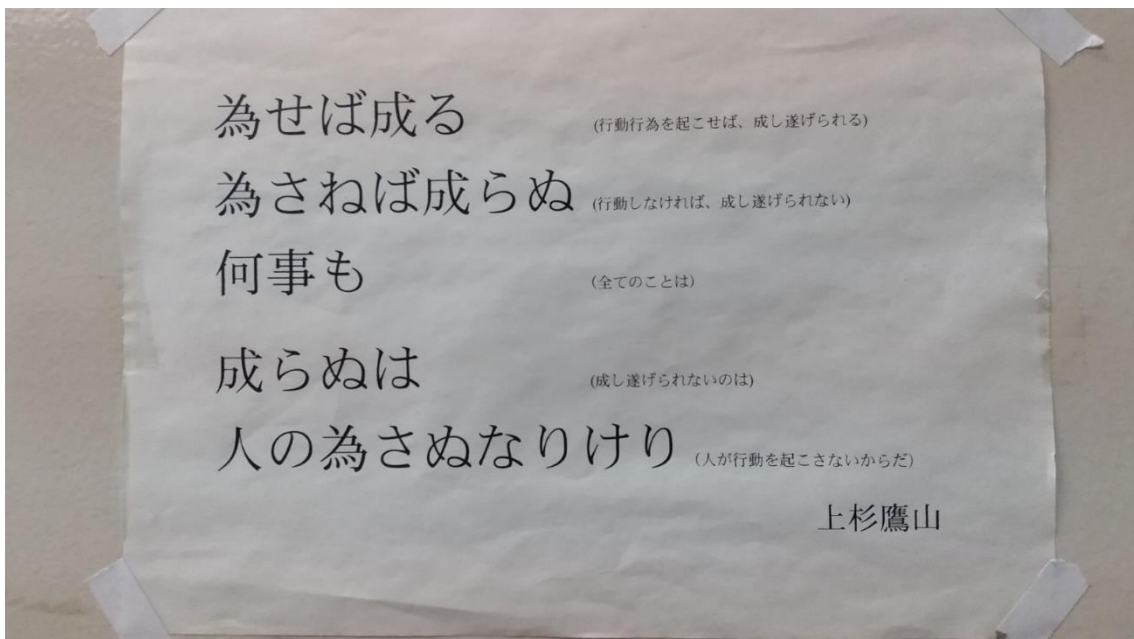 為せば成る (行動行為を起こせば、成し遂げられる)
為さねば成らぬ (行動しなければ、成し遂げられない)
何事も (全てのことは)
成らぬは (成し遂げられないのは)
人の為さぬなりけり (人が行動を起こさないからだ)
上杉鷹山